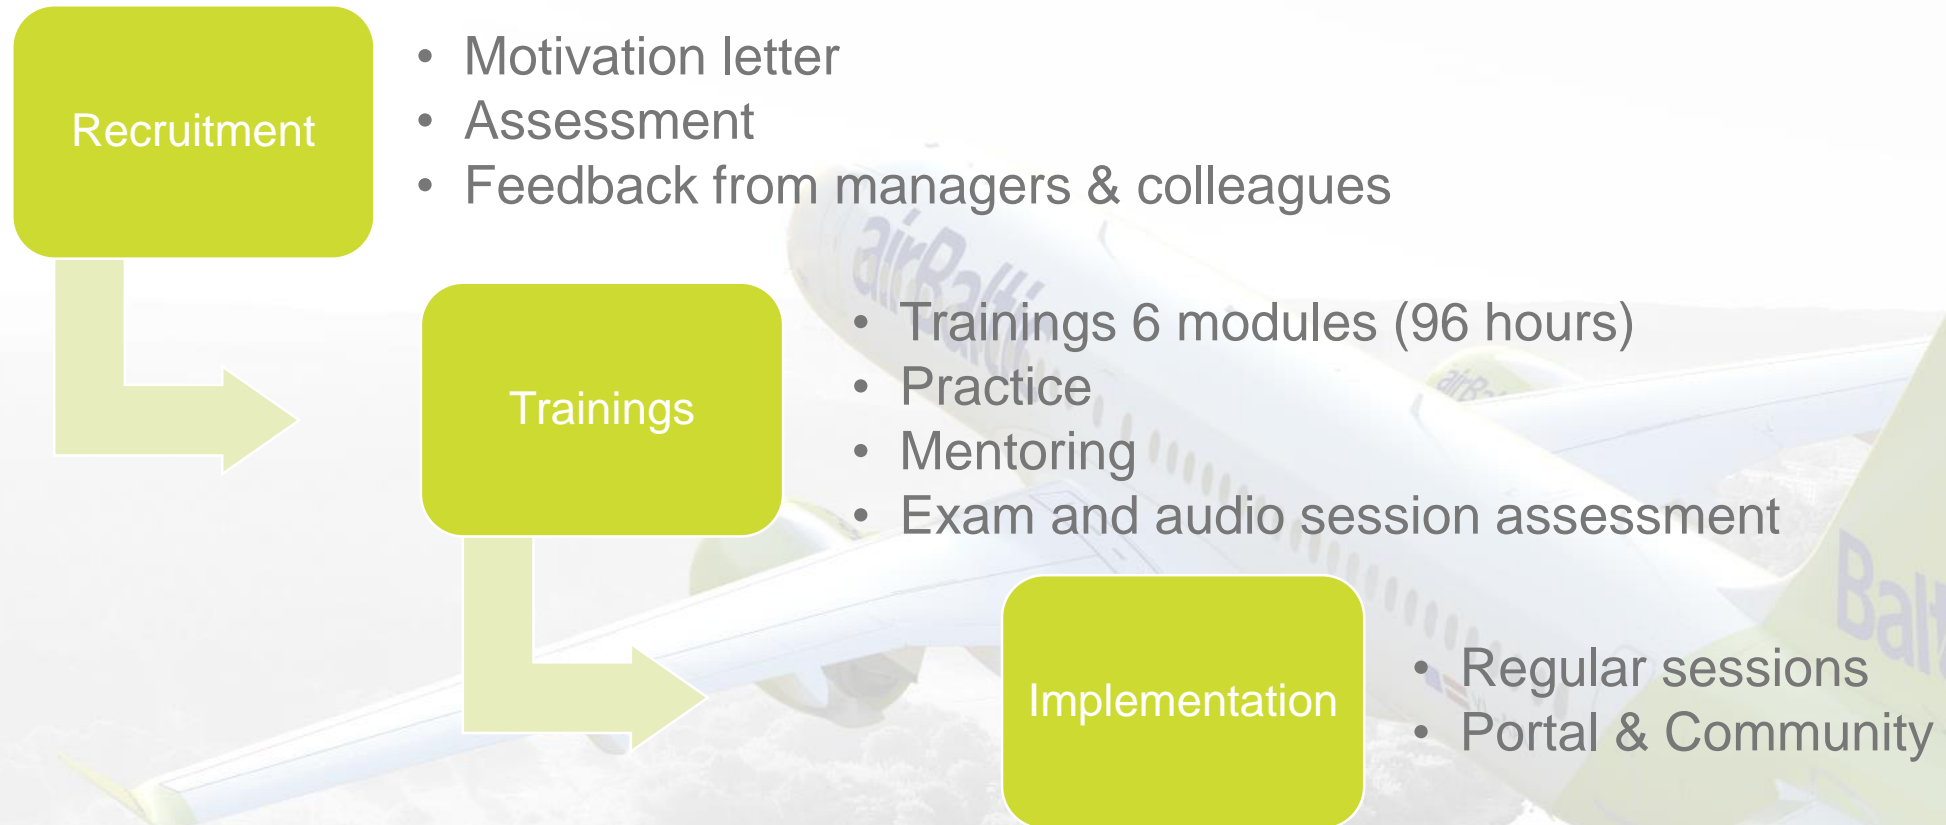 Recruitment
• Motivation letter
• Assessment
• Feedback from managers & colleagues
airBaltic
Trainings
• Trainings 6 modules (96 hours)
• Practice
• Mentoring
• Exam and audio session assessment
Implementation
• Regular sessions
• Portal & Community